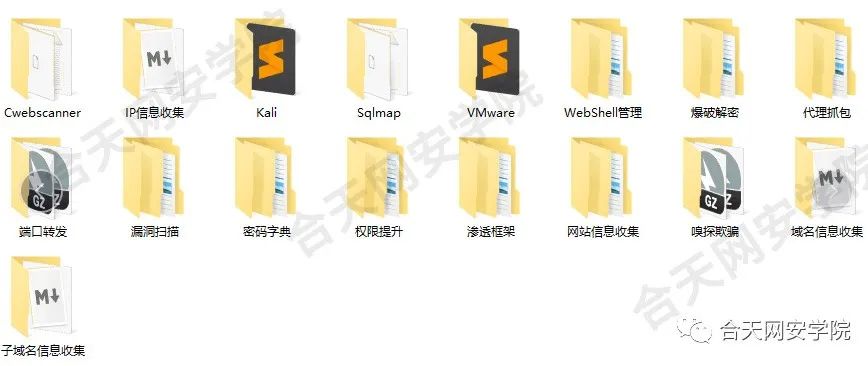 Cwebscanner
IP信息收集
Kali
Sqlmap
VMware
WebShell管理
爆破解密
代理抓包
端口转发
漏洞扫描
密码字典
权限提升
渗透框架
网站信息收集
嗅探欺骗
域名信息收集
子域名信息收集
M↓
M↓
M↓
GZ
GZ
合天网安学院
合天网安学院
合天网安学院
合天网安学院